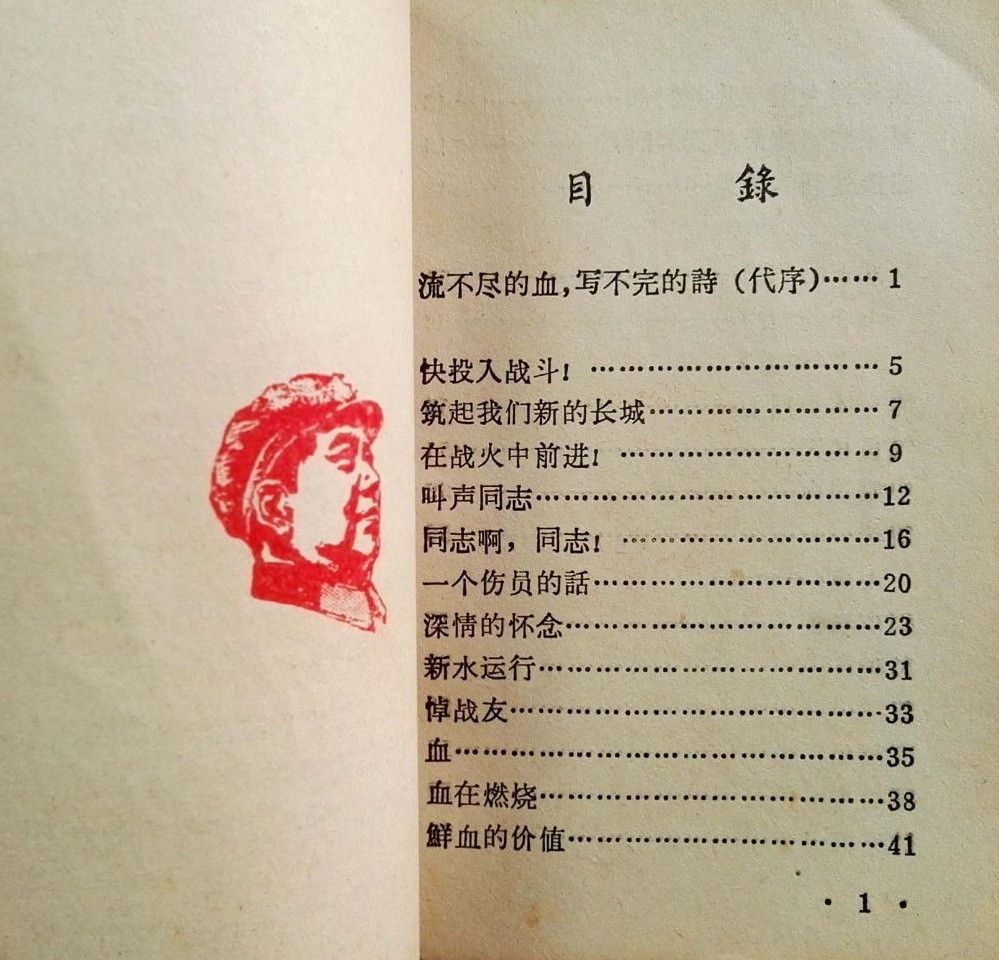 目 錄
流不尽的血,写不完的詩（代序)…… 1
快投入战斗! ………………………… 5
筑起我们新的长城…………………… 7
在战火中前进! ……………………… 9
叫声同志………………………………12
同志啊，同志! ………………………16
一个伤员的話…………………………20
深情的怀念……………………………23
新水运行………………………………31
悼战友…………………………………33
血………………………………………35
血在燃烧………………………………38
鮮血的价値……………………………41
· 1 ·